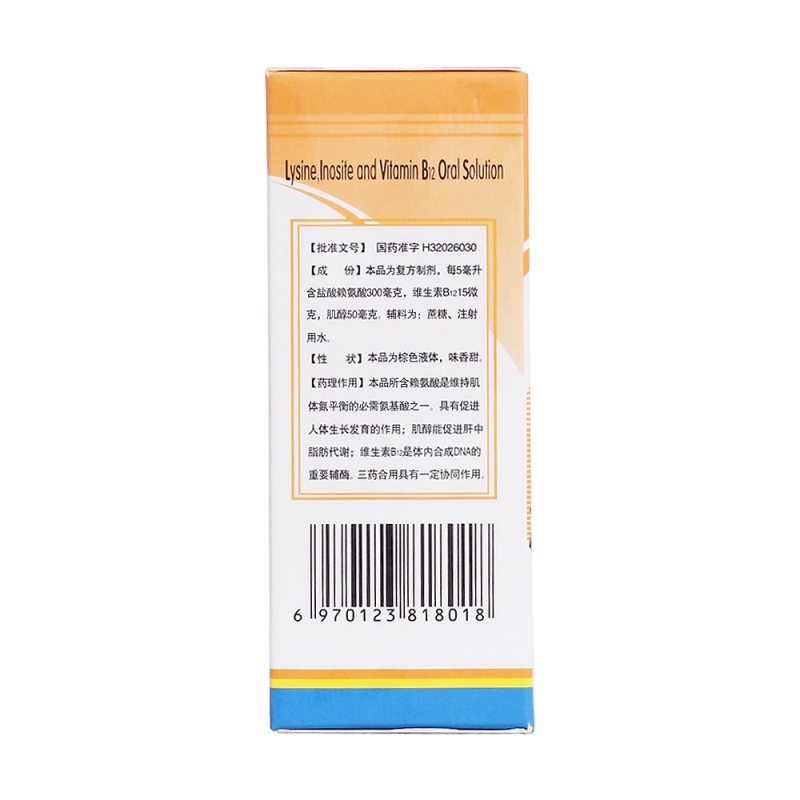 Lysine,Inosite and Vitamin B12 Oral Solution
【批准文号】 国药准字 H32026030
【成 份】本品为复方制剂，每5毫升
含盐酸赖氨酸300毫克，维生素B12 15微
克，肌醇50毫克。辅料为：蔗糖、注射
用水。
【性 状】本品为棕色液体，味香甜。
【药理作用】本品所含赖氨酸是维持肌
体氮平衡的必需氨基酸之一。具有促进
人体生长发育的作用；肌醇能促进肝中
脂肪代谢；维生素B12是体内合成DNA的
重要辅酶。三药合用具有一定协同作用。
6 970123 818018